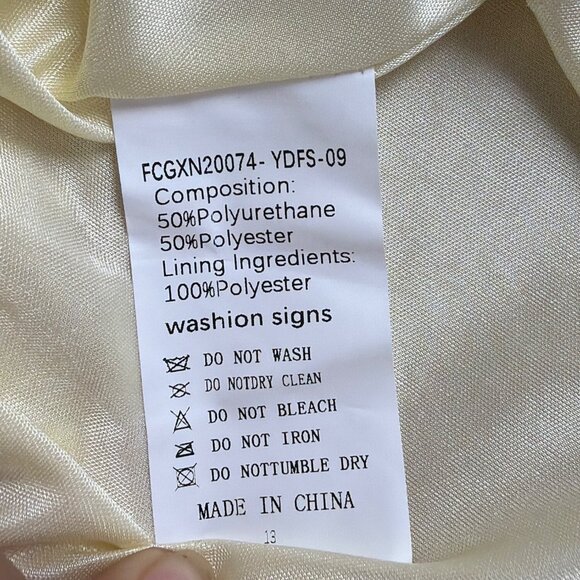 FCGXN20074- YDFS-09
Composition:
50%Polyurethane
50%Polyester
Lining Ingredients:
100%Polyester
washion signs
DO NOT WASH
DO NOTDRY CLEAN
DO NOT BLEACH
DO NOT IRON
DO NOTTUMBLE DRY
MADE IN CHINA
13